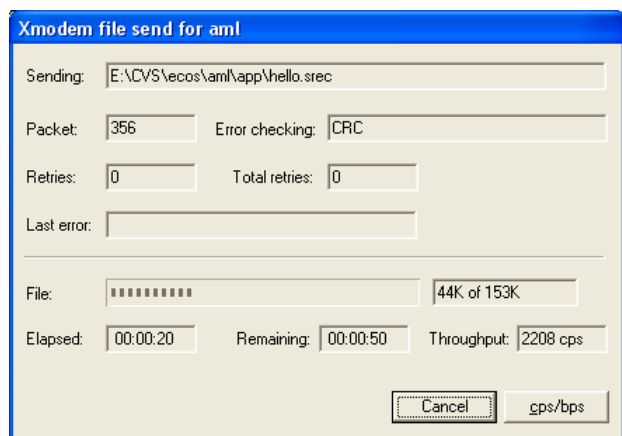 Xmodem file send for aml
Sending: E:\CVS\ecos\aml\app\hello.srec
Packet: 356 Error checking: CRC
Retries: 0 Total retries: 0
Last error:
File: 44K of 153K
Elapsed: 00:00:20 Remaining: 00:00:50 Throughput: 2208 cps
Cancel cps/bps